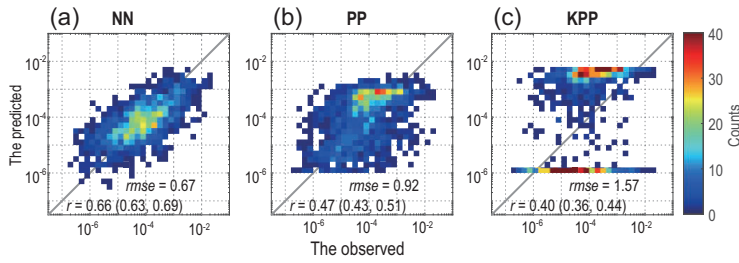 (a) NN
(b) PP
(c) KPP
The predicted
10-2
10-4
10-6
rmse = 0.67
r = 0.66 (0.63, 0.69)
rmse = 0.92
r = 0.47 (0.43, 0.51)
rmse = 1.57
r = 0.40 (0.36, 0.44)
10-6 10-4 10-2
10-6 10-4 10-2
10-6 10-4 10-2
The observed
40
30
20
10
0
Counts